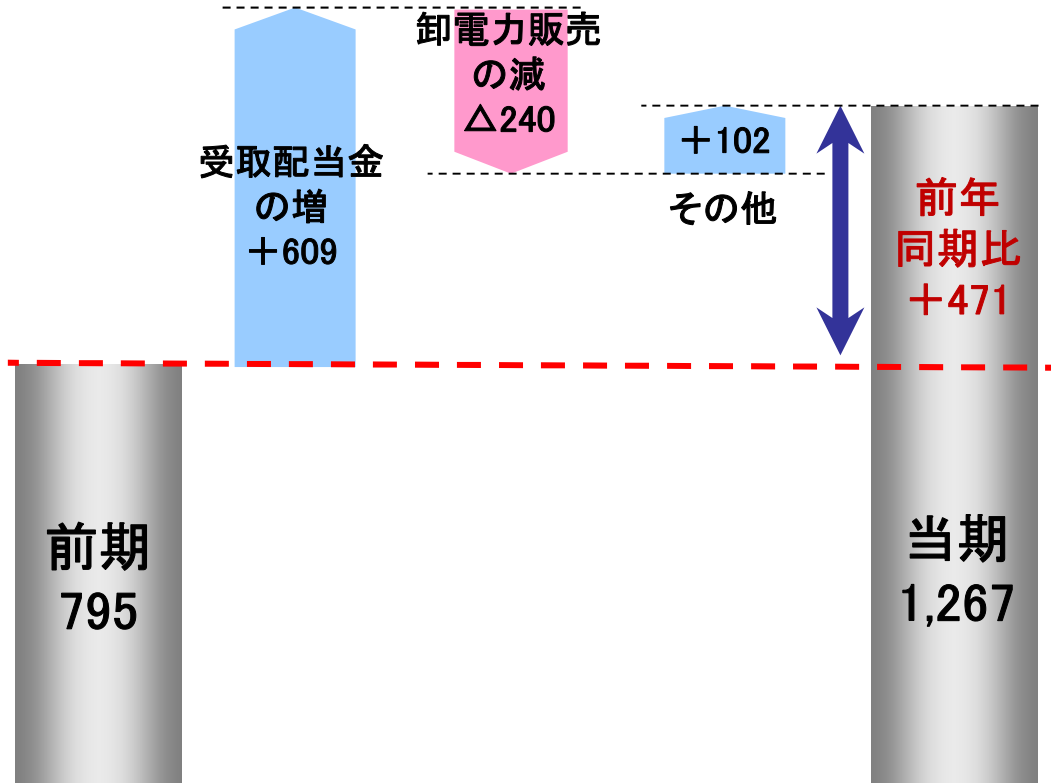 受取配当金
の増
＋609
卸電力販売
の減
△240
＋102
その他
前年
同期比
＋471
前期
795
当期
1,267